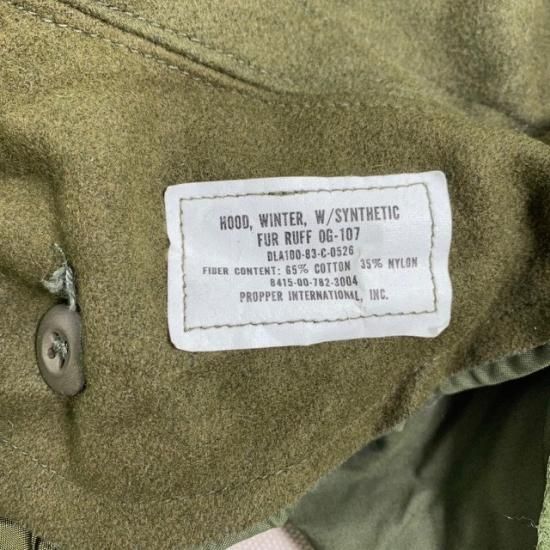 HOOD, WINTER, W/SYNTHETIC
FUR RUFF OG-107
DLA100-83-C-0526
FIBER CONTENT: 65% COTTON 35% NYLON
8415-00-782-3004
PROPPER INTERNATIONAL, INC.